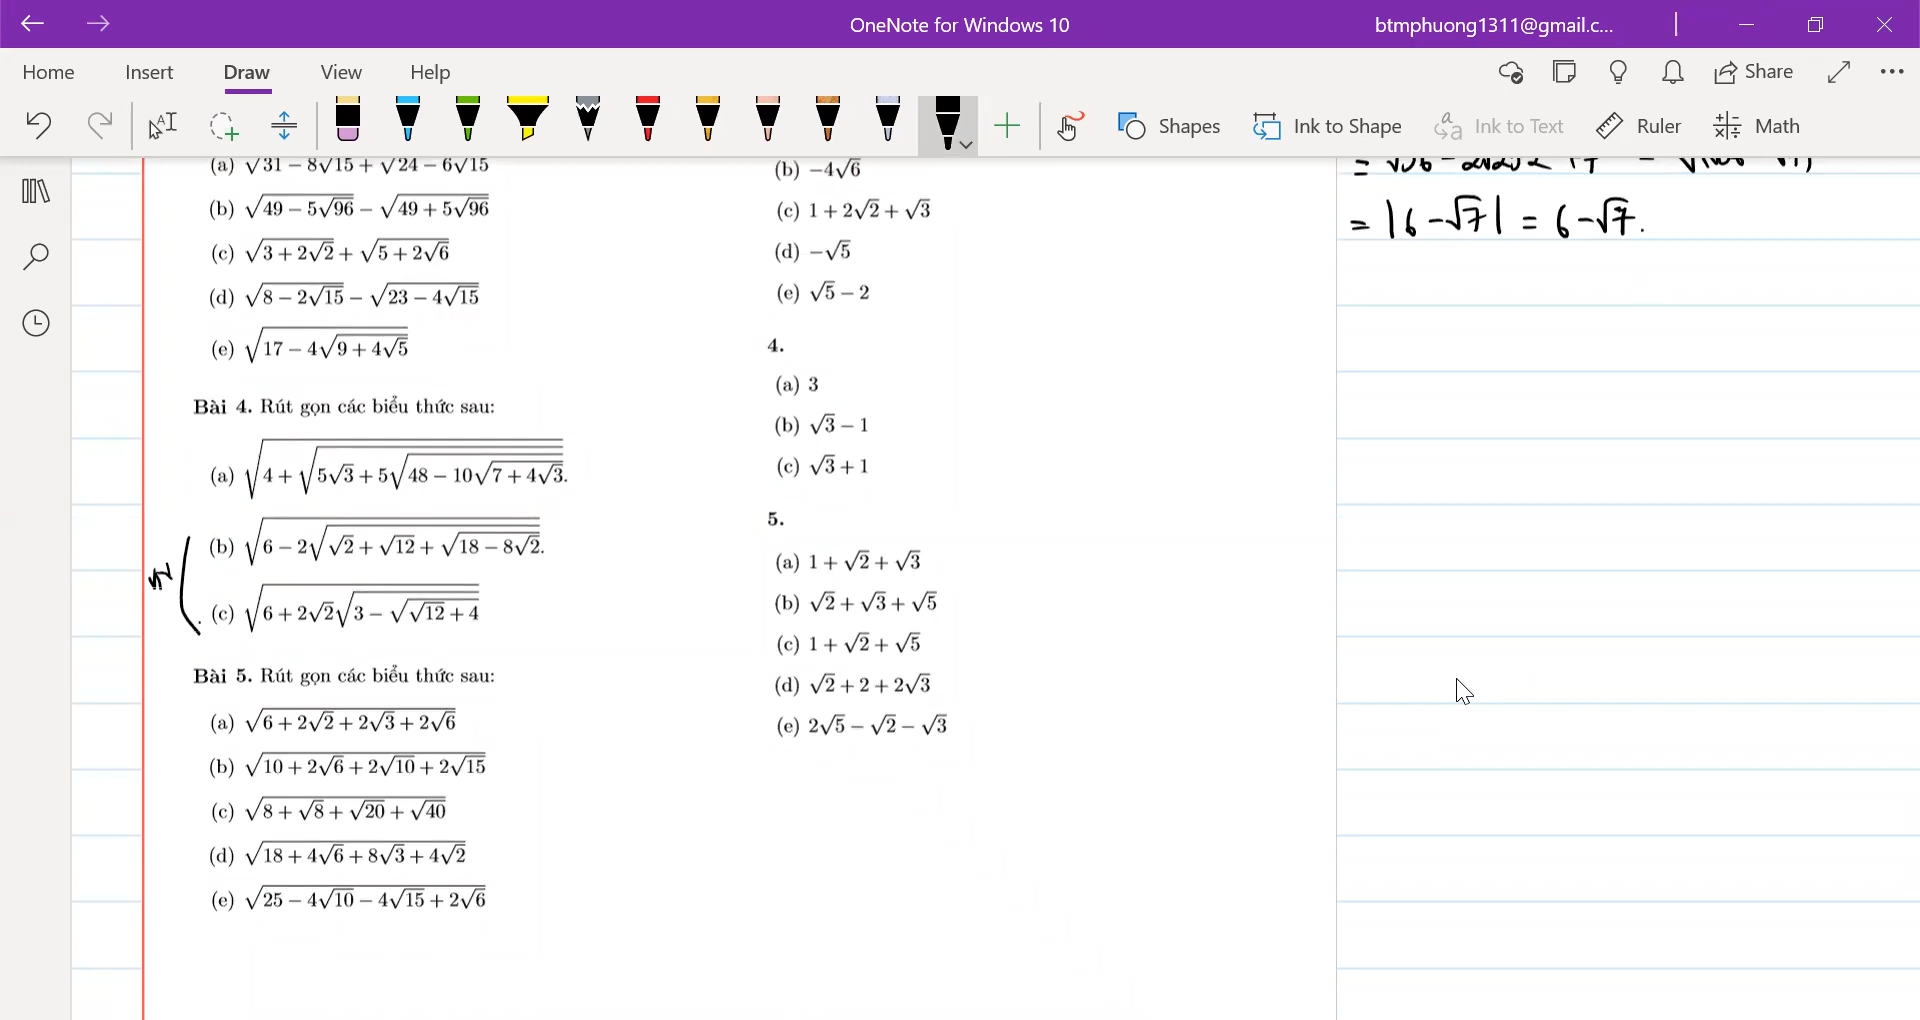 OneNote for Windows 10
btmphuong1311@gmail.c...
Home Insert Draw View Help
Share
Shapes
Ink to Shape
Ink to Text
Ruler
Math
(a) √(31 − 8√15) + √(24 − 6√15)
(b) √(49 − 5√96) − √(49 + 5√96)
(c) √(3 + 2√2) + √(5 + 2√6)
(d) √(8 − 2√15) − √(23 − 4√15)
(e) √(17 − 4√(9 + 4√5))
Bài 4. Rút gọn các biểu thức sau:
(a) √(4 + √(5√3 + 5√(48 − 10√(7 + 4√3)))).
(b) √(6 − 2√(√2 + √12 + √(18 − 8√2))).
(c) √(6 + 2√2√(3 − √(√12 + 4)))
Bài 5. Rút gọn các biểu thức sau:
(a) √(6 + 2√2 + 2√3 + 2√6)
(b) √(10 + 2√6 + 2√10 + 2√15)
(c) √(8 + √8 + √20 + √40)
(d) √(18 + 4√6 + 8√3 + 4√2)
(e) √(25 − 4√10 − 4√15 + 2√6)
(b) −4√6
(c) 1 + 2√2 + √3
(d) −√5
(e) √5 − 2
4.
(a) 3
(b) √3 − 1
(c) √3 + 1
5.
(a) 1 + √2 + √3
(b) √2 + √3 + √5
(c) 1 + √2 + √5
(d) √2 + 2 + 2√3
(e) 2√5 − √2 − √3
= |6 − √7| = 6 − √7.